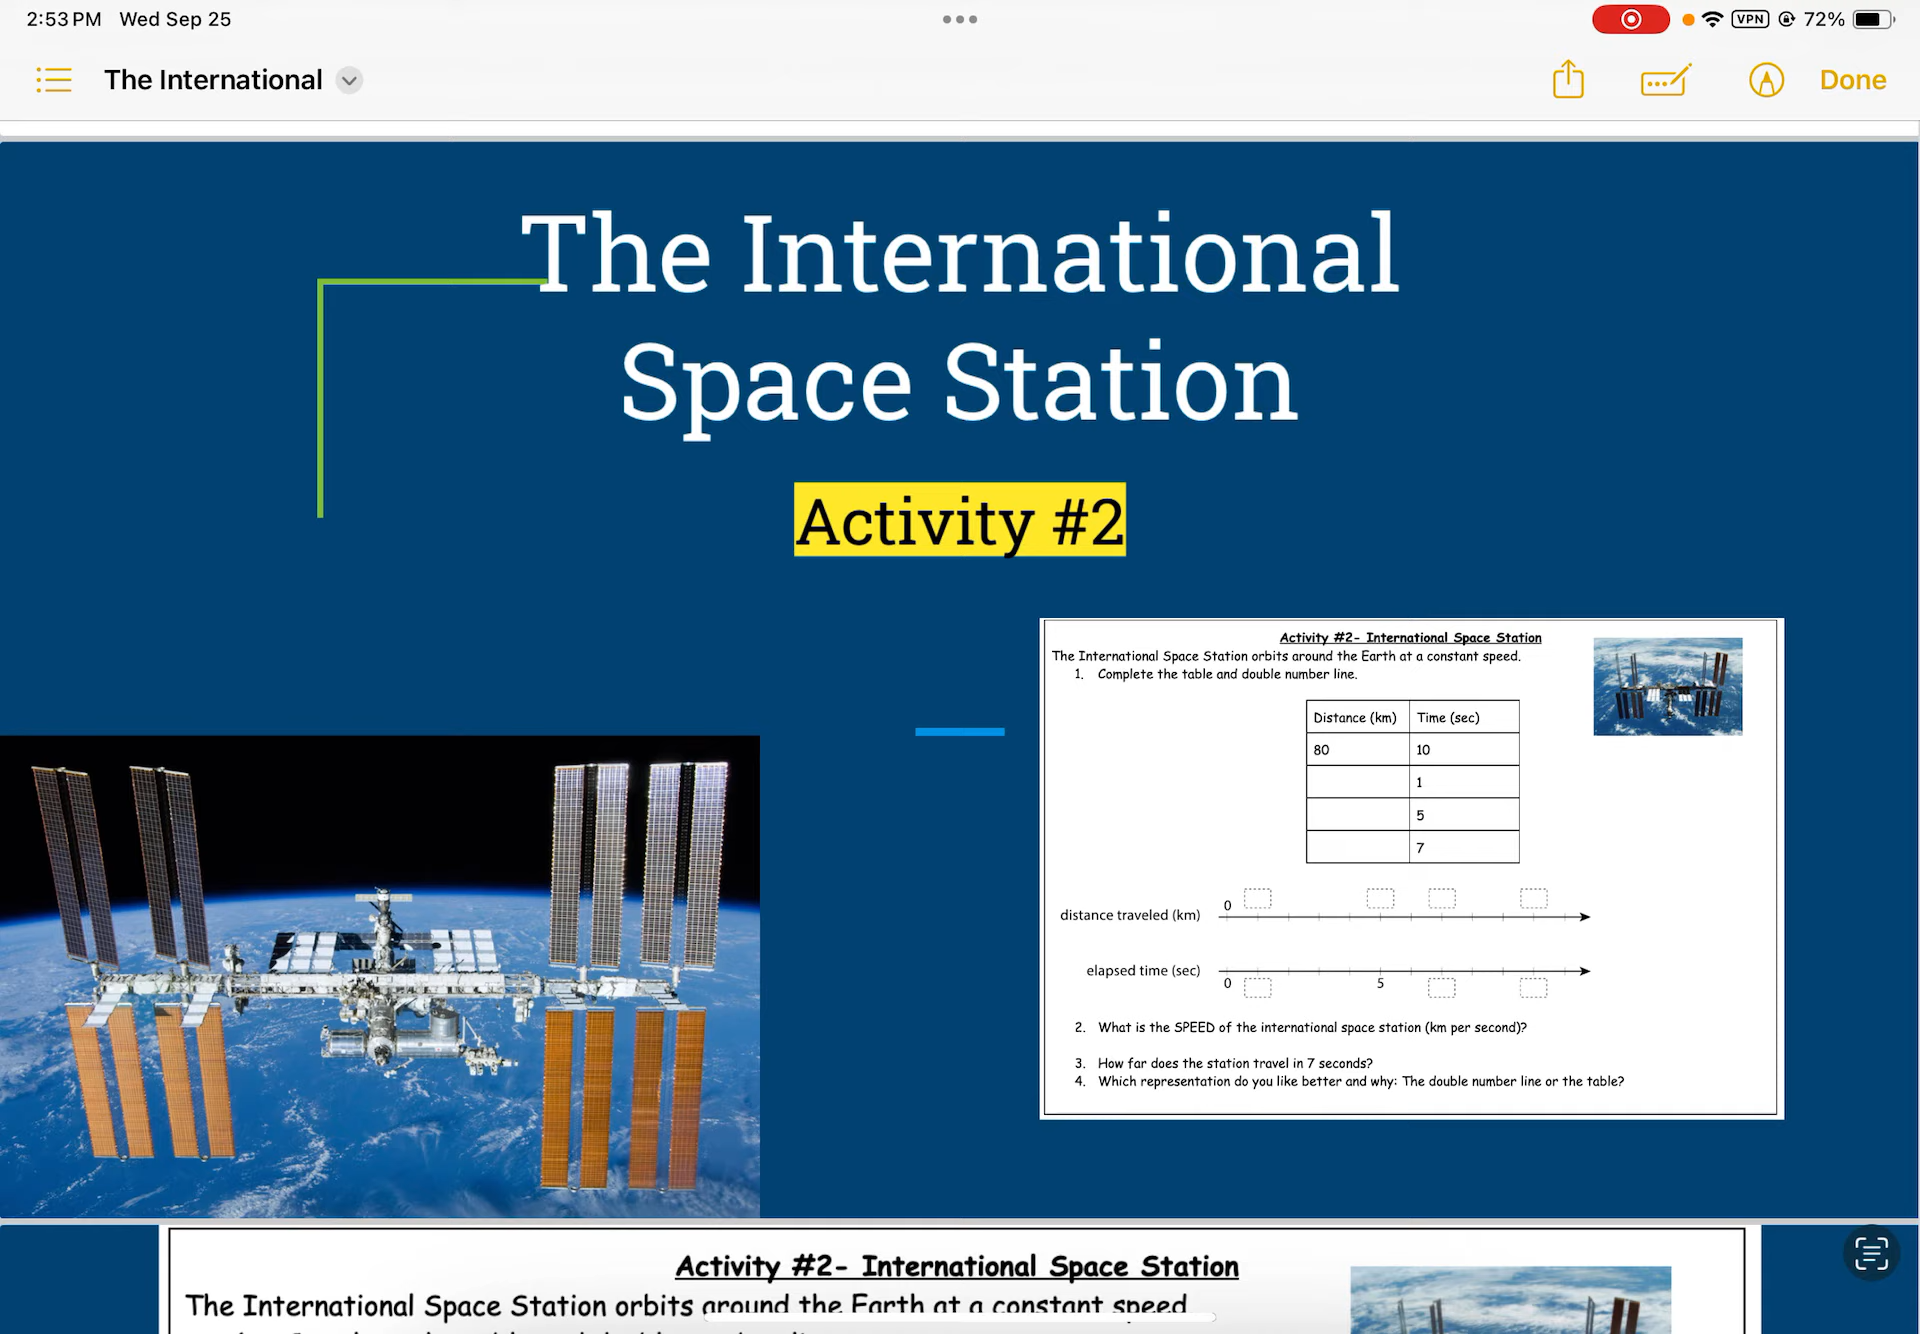 2:53 PM Wed Sep 25
VPN 72%
The International
Done
The International
Space Station
Activity #2
Activity #2- International Space Station
The International Space Station orbits around the Earth at a constant speed.
1. Complete the table and double number line.
Distance (km) Time (sec)
80 10
1
5
7
0
distance traveled (km)
elapsed time (sec)
0 5
2. What is the SPEED of the international space station (km per second)?
3. How far does the station travel in 7 seconds?
4. Which representation do you like better and why: The double number line or the table?
Activity #2- International Space Station
The International Space Station orbits around the Earth at a constant speed